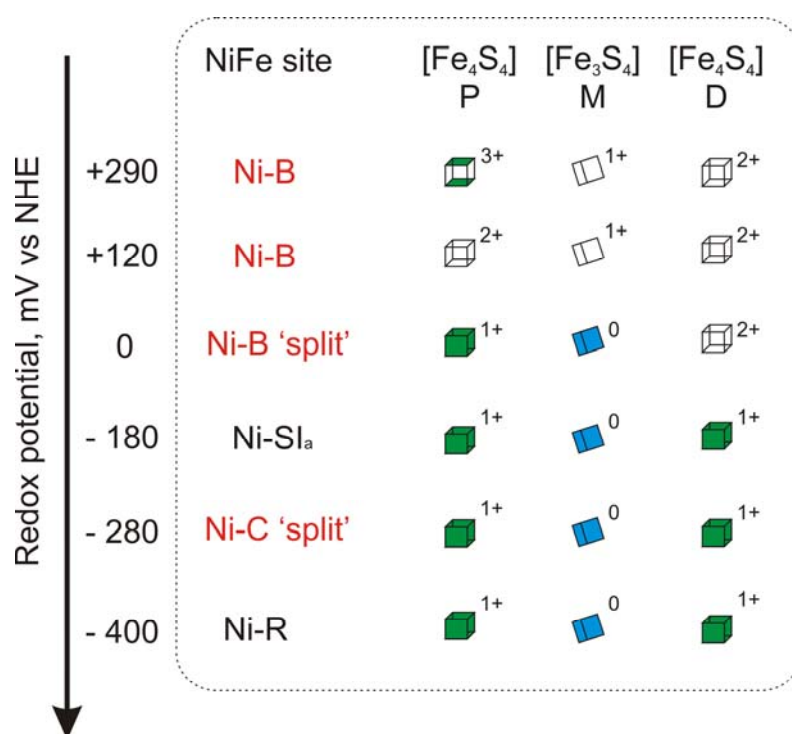 NiFe site [Fe₄S₄] [Fe₃S₄] [Fe₄S₄]
P M D
Redox potential, mV vs NHE
+290 Ni-B 3+ 1+ 2+
+120 Ni-B 2+ 1+ 2+
0 Ni-B 'split' 1+ 0 2+
- 180 Ni-SIₐ 1+ 0 1+
- 280 Ni-C 'split' 1+ 0 1+
- 400 Ni-R 1+ 0 1+